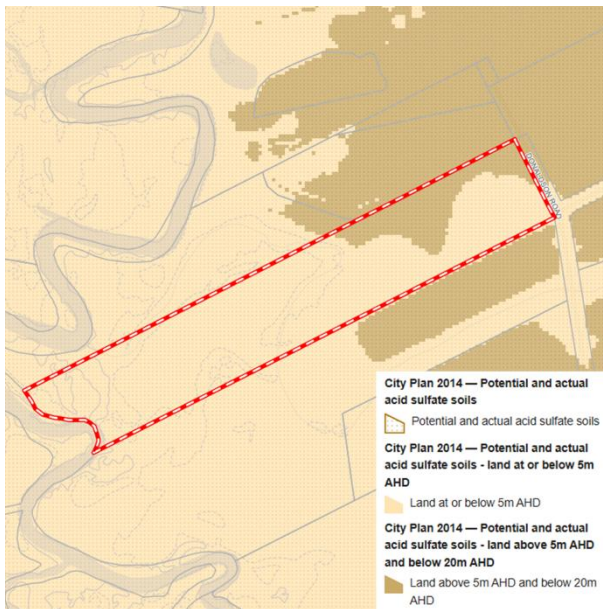 DONALDSON ROAD
City Plan 2014 — Potential and actual
acid sulfate soils
Potential and actual acid sulfate soils
City Plan 2014 — Potential and actual
acid sulfate soils - land at or below 5m
AHD
Land at or below 5m AHD
City Plan 2014 — Potential and actual
acid sulfate soils - land above 5m AHD
and below 20m AHD
Land above 5m AHD and below 20m
AHD